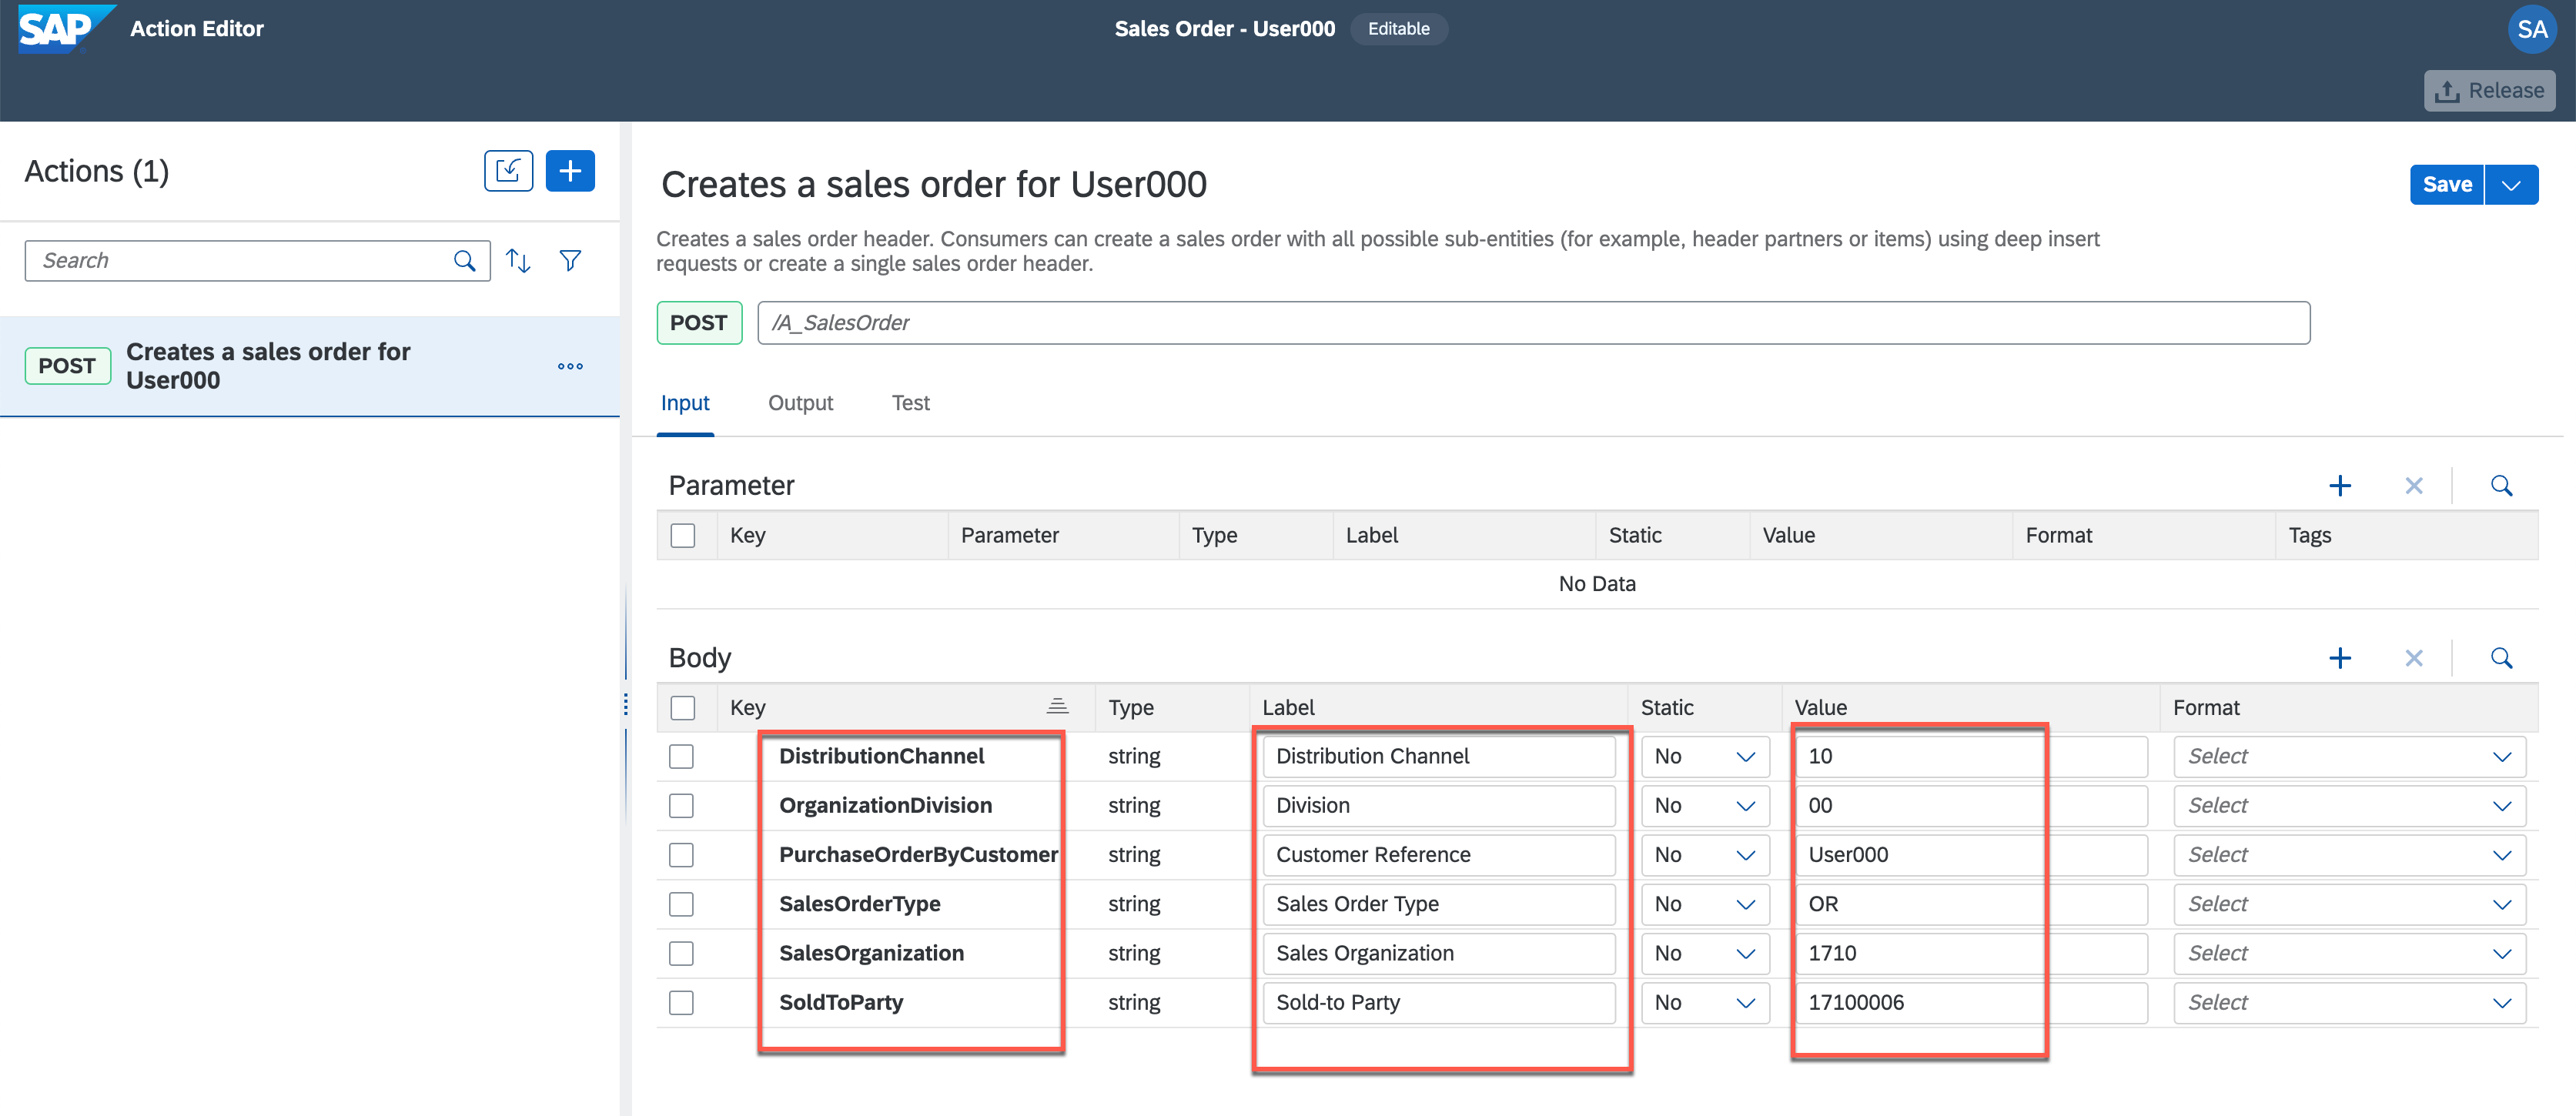 SAP Action Editor Sales Order - User000 Editable SA
Release
Actions (1)
Search
POST Creates a sales order for
User000
Creates a sales order for User000 Save
Creates a sales order header. Consumers can create a sales order with all possible sub-entities (for example, header partners or items) using deep insert
requests or create a single sales order header.
POST /A_SalesOrder
Input Output Test
Parameter
Key Parameter Type Label Static Value Format Tags
No Data
Body
Key Type Label Static Value Format
DistributionChannel string Distribution Channel No 10 Select
OrganizationDivision string Division No 00 Select
PurchaseOrderByCustomer string Customer Reference No User000 Select
SalesOrderType string Sales Order Type No OR Select
SalesOrganization string Sales Organization No 1710 Select
SoldToParty string Sold-to Party No 17100006 Select